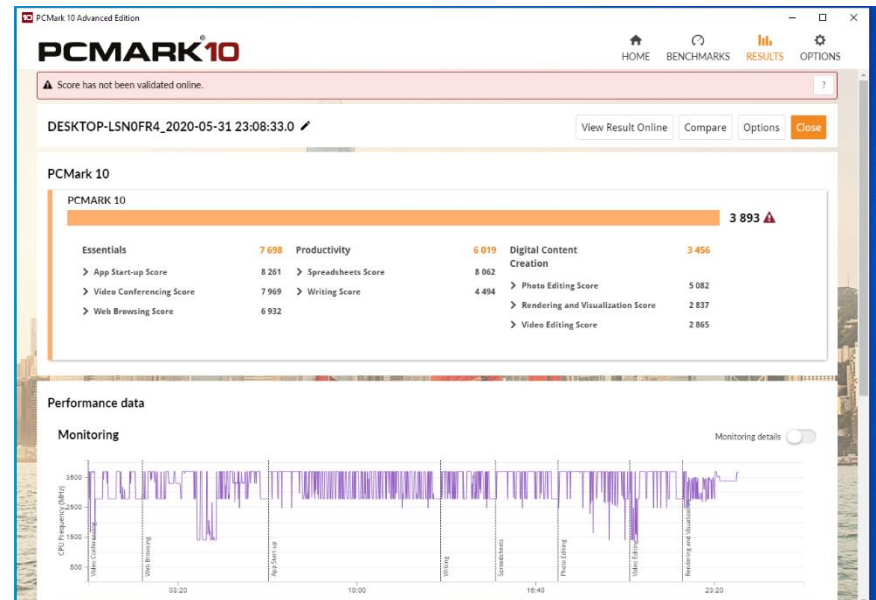 PCMark 10 Advanced Edition
PCMARK®10
HOME BENCHMARKS RESULTS OPTIONS
Score has not been validated online. ?
DESKTOP-LSN0FR4_2020-05-31 23:08:33.0 View Result Online Compare Options Close
PCMark 10
PCMARK 10
3 893
Essentials 7 698 Productivity 6 019 Digital Content Creation 3 456
App Start-up Score 8 261 Spreadsheets Score 8 062 Photo Editing Score 5 082
Video Conferencing Score 7 969 Writing Score 4 494 Rendering and Visualization Score 2 837
Web Browsing Score 6 932 Video Editing Score 2 865
Performance data
Monitoring Monitoring details
CPU Frequency (MHz)
3500
2500
1500
500
Video Conferencing
Web Browsing
App Start-up
Writing
Spreadsheets
Photo Editing
Video Editing
Rendering and Visualization
03:20 10:00 16:40 23:20